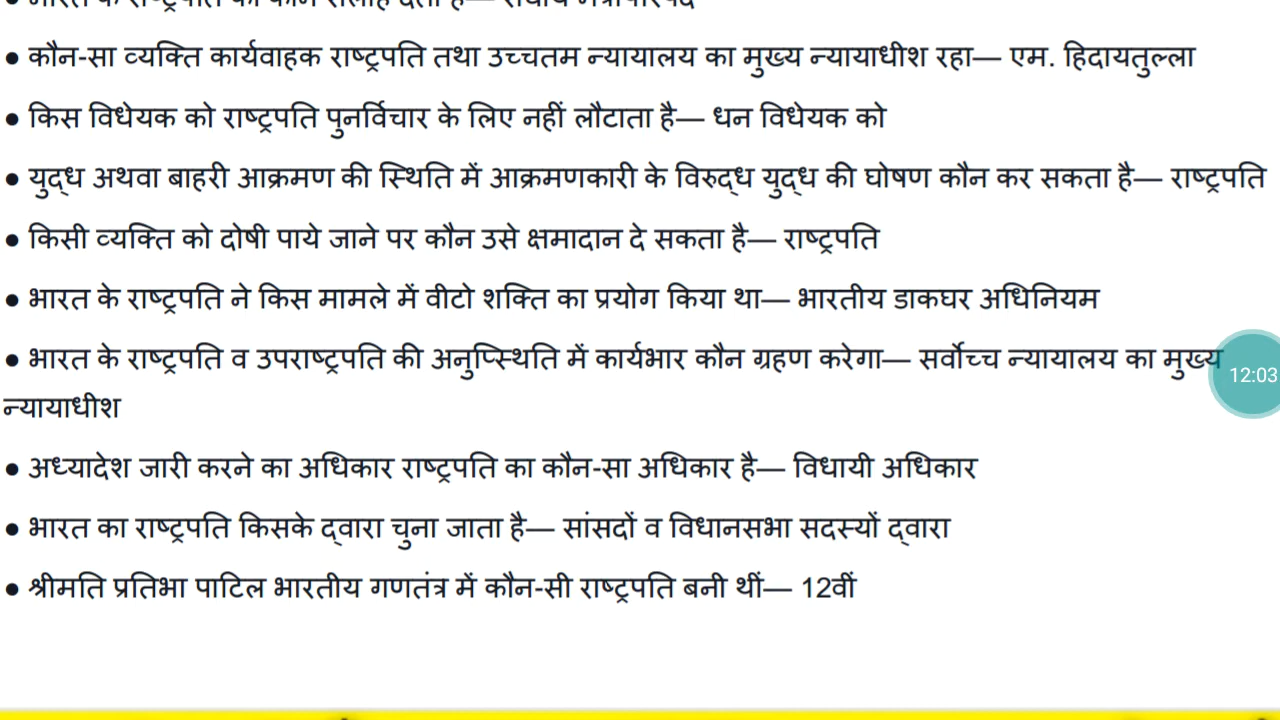 ● भारत के राष्ट्रपति को कौन सलाह देता है—
● कौन-सा व्यक्ति कार्यवाहक राष्ट्रपति तथा उच्चतम न्यायालय का मुख्य न्यायाधीश रहा— एम. हिदायतुल्ला
● किस विधेयक को राष्ट्रपति पुनर्विचार के लिए नहीं लौटाता है— धन विधेयक को
● युद्ध अथवा बाहरी आक्रमण की स्थिति में आक्रमणकारी के विरुद्ध युद्ध की घोषण कौन कर सकता है— राष्ट्रपति
● किसी व्यक्ति को दोषी पाये जाने पर कौन उसे क्षमादान दे सकता है— राष्ट्रपति
● भारत के राष्ट्रपति ने किस मामले में वीटो शक्ति का प्रयोग किया था— भारतीय डाकघर अधिनियम
● भारत के राष्ट्रपति व उपराष्ट्रपति की अनुप्स्थिति में कार्यभार कौन ग्रहण करेगा— सर्वोच्च न्यायालय का मुख्य
12:03
न्यायाधीश
● अध्यादेश जारी करने का अधिकार राष्ट्रपति का कौन-सा अधिकार है— विधायी अधिकार
● भारत का राष्ट्रपति किसके द्वारा चुना जाता है— सांसदों व विधानसभा सदस्यों द्वारा
● श्रीमति प्रतिभा पाटिल भारतीय गणतंत्र में कौन-सी राष्ट्रपति बनी थीं— 12वीं